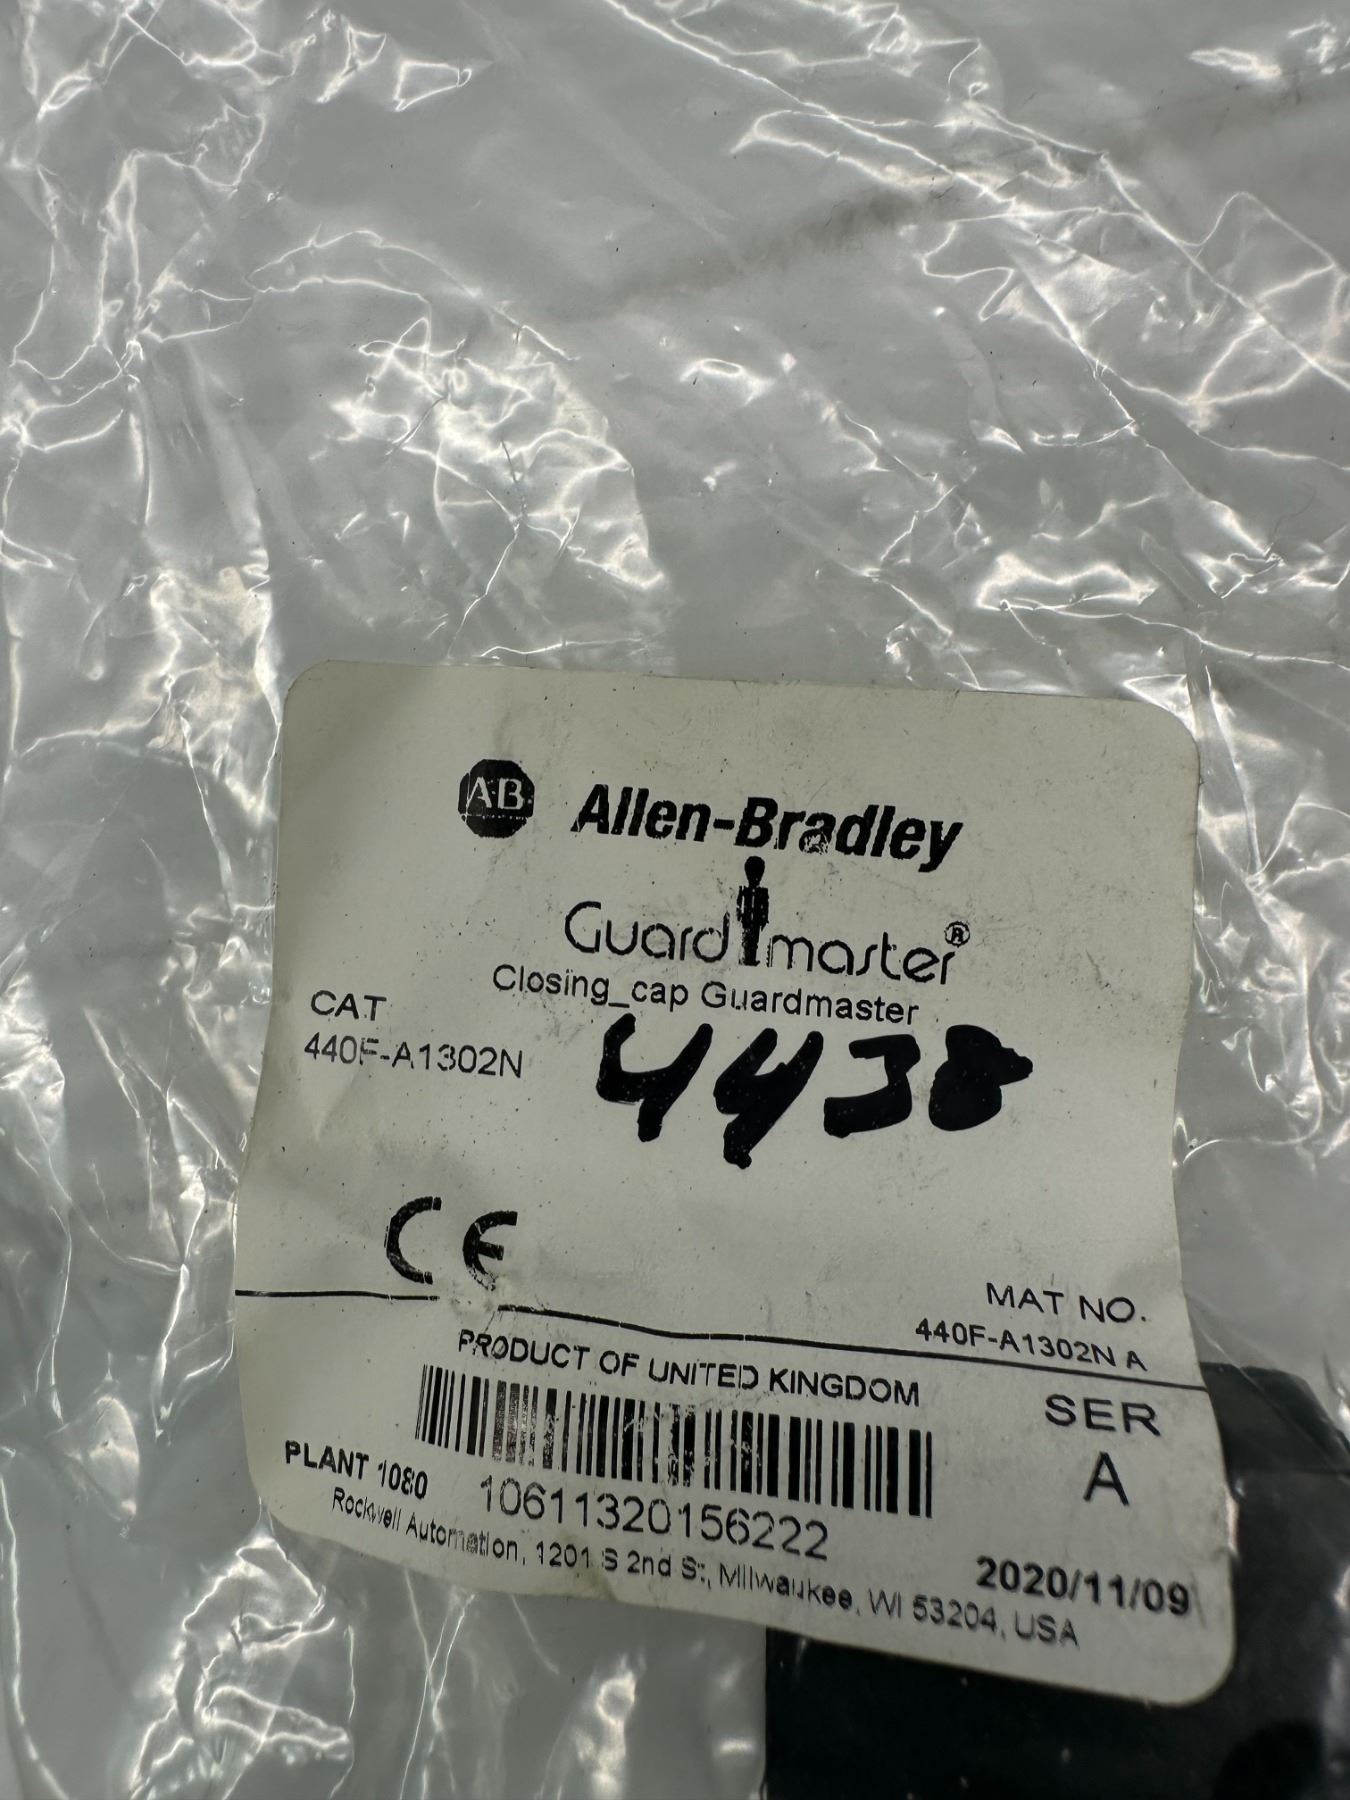 AB Allen-Bradley
Guardmaster®
Closing_cap Guardmaster
CAT
440F-A1302N
4438
CE
MAT NO.
440F-A1302N A
PRODUCT OF UNITED KINGDOM
SER
A
PLANT 1080
10611320156222
2020/11/09
Rockwell Automation, 1201 S 2nd St, Milwaukee, WI 53204, USA